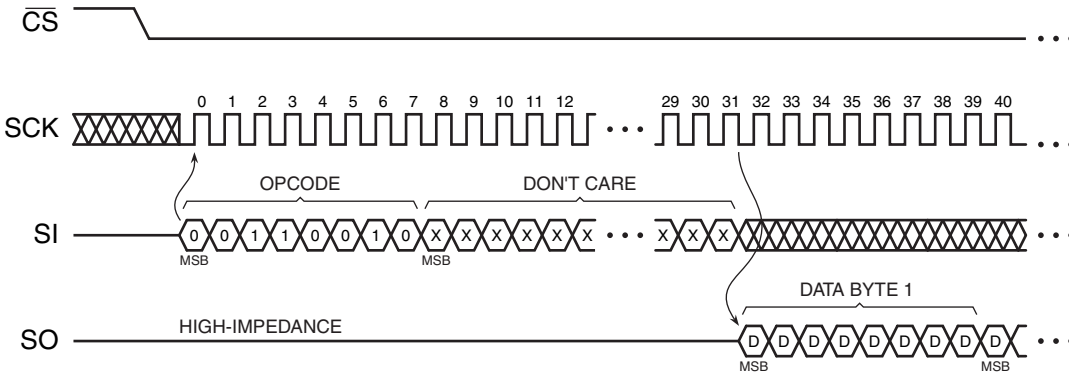 CS
0 1 2 3 4 5 6 7 8 9 10 11 12 29 30 31 32 33 34 35 36 37 38 39 40
SCK
OPCODE DON'T CARE
SI 0 0 1 1 0 0 1 0 X X X X X X X X X
MSB MSB
DATA BYTE 1
HIGH-IMPEDANCE
SO D D D D D D D D D
MSB MSB